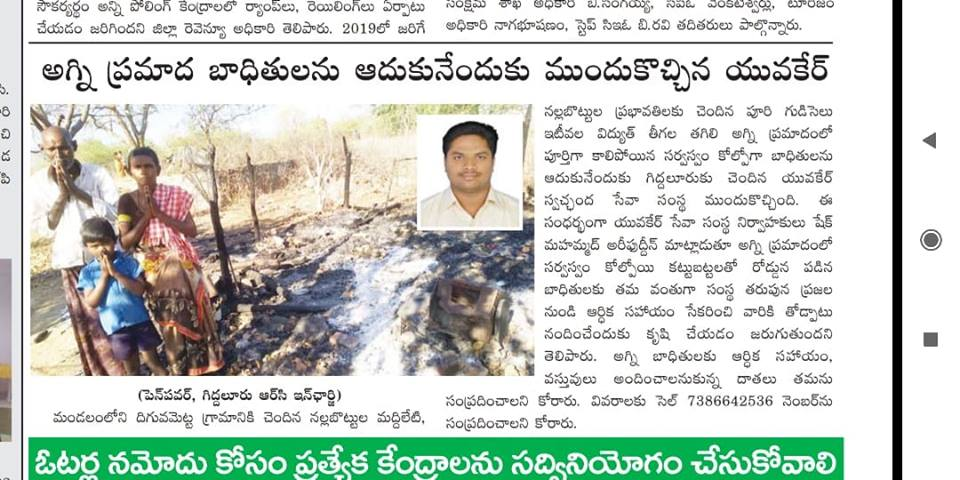 సౌకర్యార్థం అన్ని పోలింగ్ కేంద్రాలలో ర్యాంప్‌లు, రెయిలింగ్‌లు ఏర్పాటు
చేయడం జరిగిందని జిల్లా రెవెన్యూ అధికారి తెలిపారు. 2019లో జరిగే
సంక్షేమ శాఖ అధికారి బి.సంగయ్య, సెపిఓ వెంకటేశ్వర్లు, టూరిజం
అధికారి నాగభూషణం, స్టెప్ సిఇఓ బి.రవి తదితరులు పాల్గొన్నారు.
అగ్ని ప్రమాద బాధితులను ఆదుకునేందుకు ముందుకొచ్చిన యువకేర్
(పెన్‌పవర్, గిద్దలూరు ఆర్‌సి ఇన్‌ఛార్జి)
మండలంలోని దిగువమెట్ట గ్రామానికి చెందిన నల్లబొట్టుల మద్దిలేటి,
నల్లబొట్టుల ప్రభావతిలకు చెందిన పూరి గుడిసెలు
ఇటీవల విద్యుత్ తీగల తగిలి అగ్ని ప్రమాదంలో
పూర్తిగా కాలిపోయిన సర్వస్వం కోల్పోగా బాధితులను
ఆదుకునేందుకు గిద్దలూరుకు చెందిన యువకేర్
స్వచ్ఛంద సేవా సంస్థ ముందుకొచ్చింది. ఈ
సంధర్భంగా యువకేర్ సేవా సంస్థ నిర్వాహకులు షేక్
మహమ్మద్ అరీఫుద్దీన్ మాట్లాడుతూ అగ్ని ప్రమాదంలో
సర్వస్వం కోల్పోయి కట్టుబట్టలతో రోడ్డున పడిన
బాధితులకు తమ వంతుగా సంస్థ తరుపున ప్రజల
నుండి ఆర్ధిక సహాయం సేకరించి వారికి తోడ్పాటు
నందించేందుకు కృషి చేయడం జరుగుతుందని
తెలిపారు. అగ్ని బాధితులకు ఆర్ధిక సహాయం,
వస్తువులు అందించాలనుకున్న దాతలు తమను
సంప్రదించాలని కోరారు. వివరాలకు సెల్ 7386642536 నెంబర్‌ను
సంప్రదించాలని కోరారు.
ఓటర్ల నమోదు కోసం ప్రత్యేక కేంద్రాలను సద్వినియోగం చేసుకోవాలి